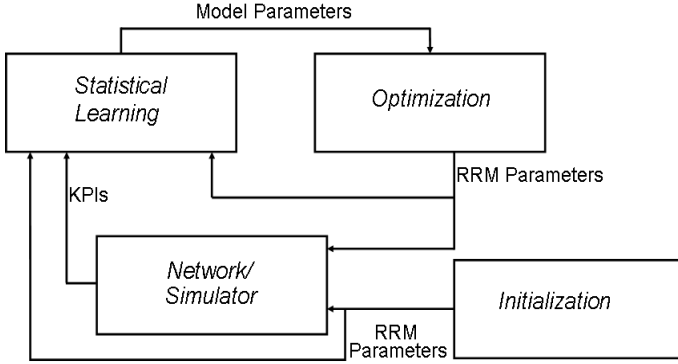 Model Parameters
Statistical
Learning
Optimization
RRM Parameters
KPIs
Network/
Simulator
Initialization
RRM
Parameters